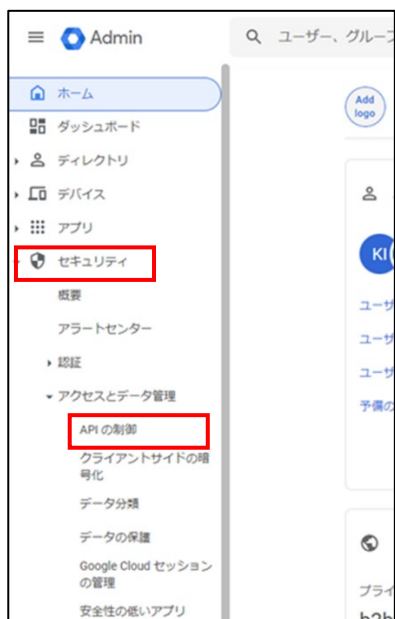 Admin
ユーザー、グルー
ホーム
ダッシュボード
ディレクトリ
デバイス
アプリ
セキュリティ
概要
アラートセンター
認証
アクセスとデータ管理
API の制御
クライアントサイドの暗
号化
データ分類
データの保護
Google Cloud セッション
の管理
安全性の低いアプリ
Add
logo
KI
ユーザ
ユーザ
ユーザ
予備の
プライ